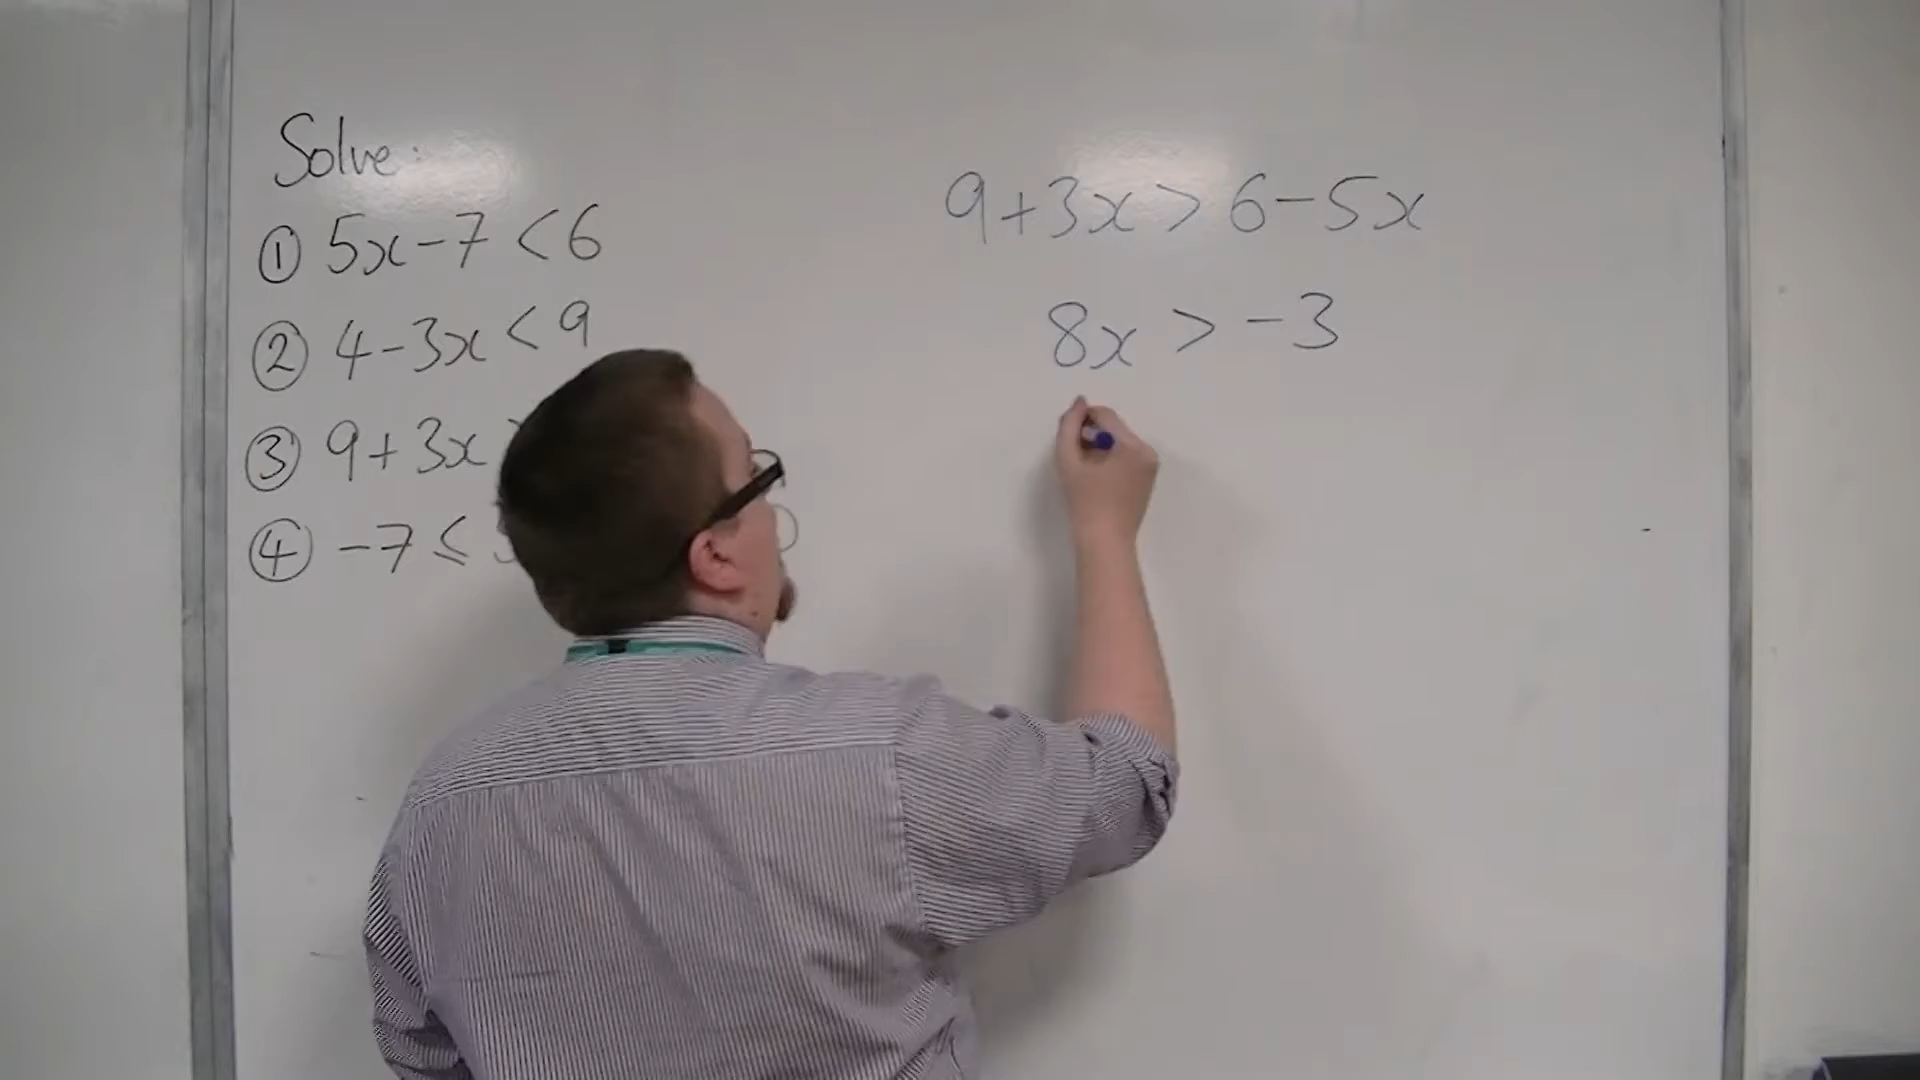 Solve:
① 5x-7<6
② 4-3x<9
③ 9+3x
④ -7≤
9+3x>6-5x
8x>-3